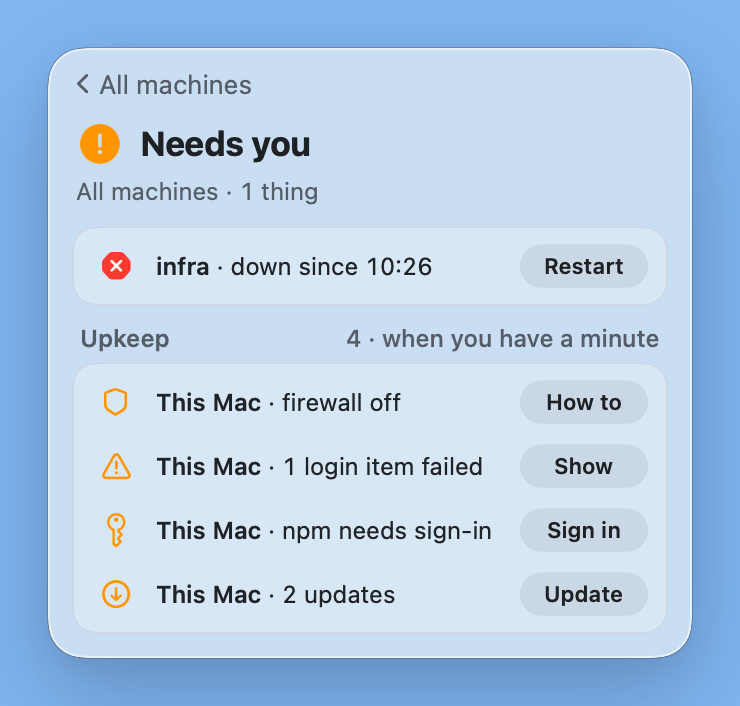 All machines
Needs you
All machines · 1 thing
infra · down since 10:26 Restart
Upkeep 4 · when you have a minute
This Mac · firewall off How to
This Mac · 1 login item failed Show
This Mac · npm needs sign-in Sign in
This Mac · 2 updates Update